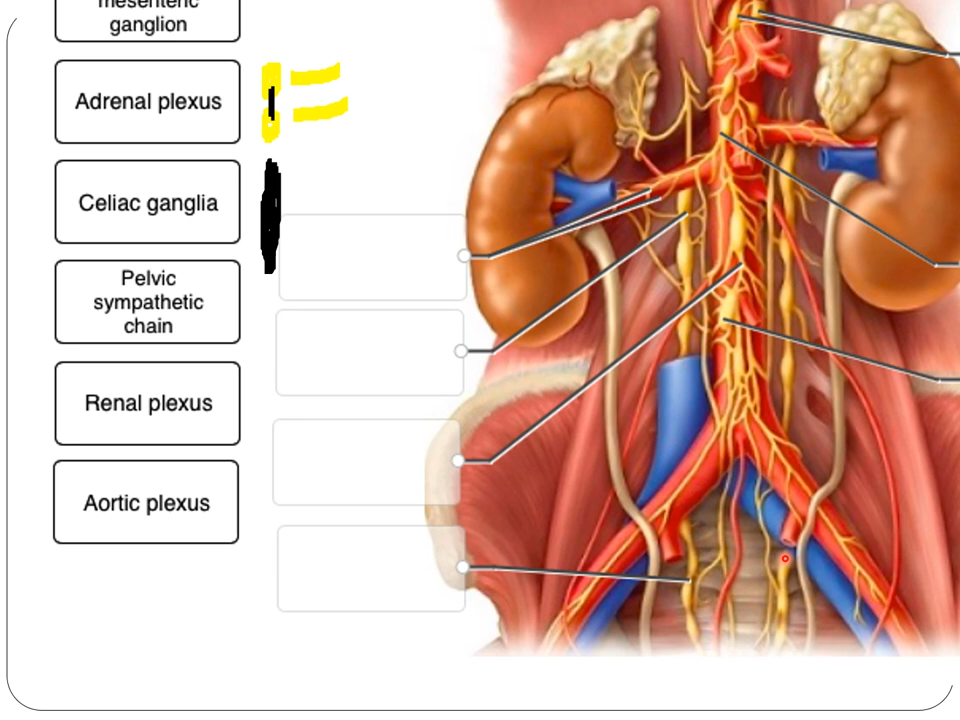 mesenteric
ganglion
Adrenal plexus
Celiac ganglia
Pelvic
sympathetic
chain
Renal plexus
Aortic plexus